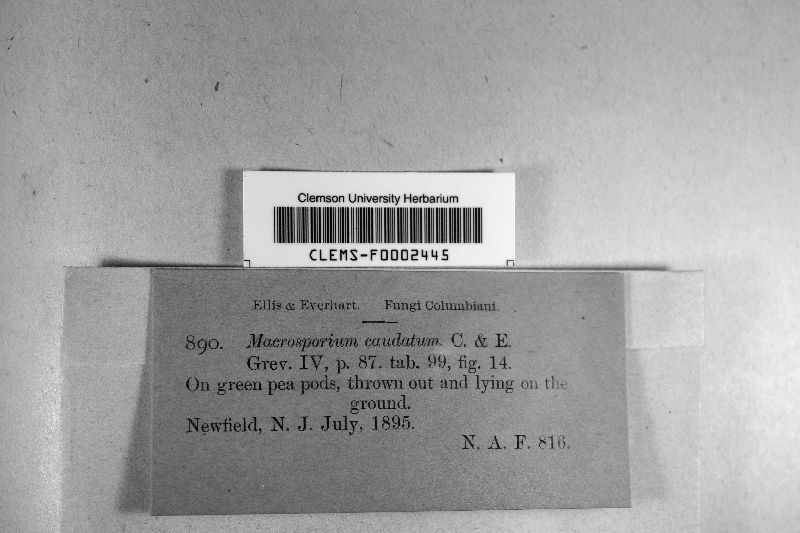 Clemson University Herbarium
CLEMS-F0002445
Ellis & Everhart. Fungi Columbiani.
890. Macrosporium caudatum. C. & E.
Grev. IV, p. 87. tab. 99, fig. 14.
On green pea pods, thrown out and lying on the
ground.
Newfield, N. J. July, 1895.
N. A. F. 816.